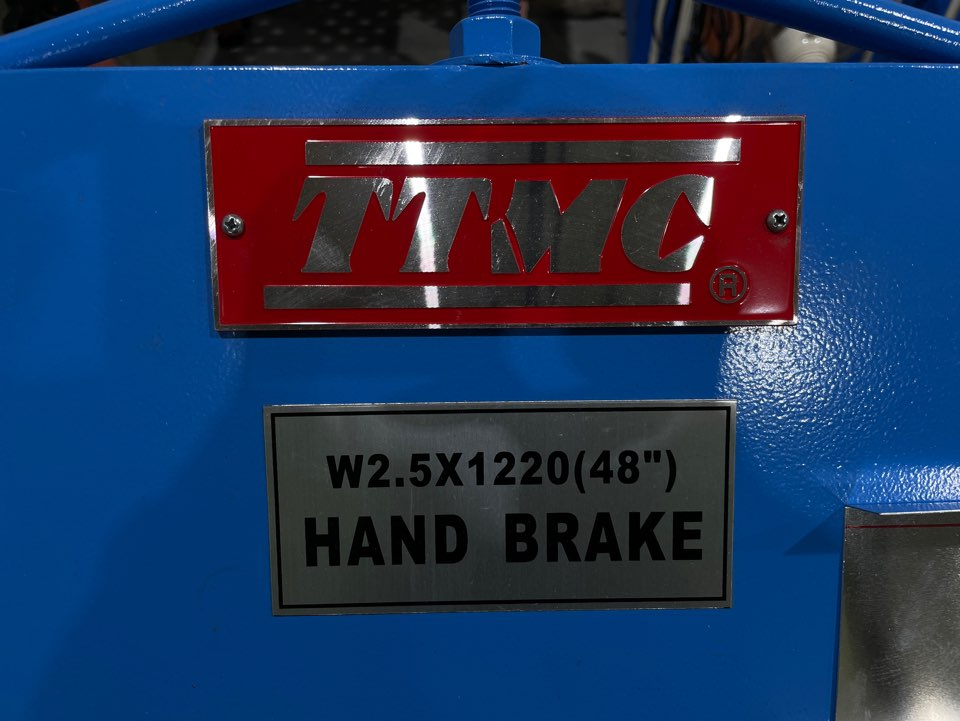 TTMC
®
W2.5X1220(48")
HAND BRAKE